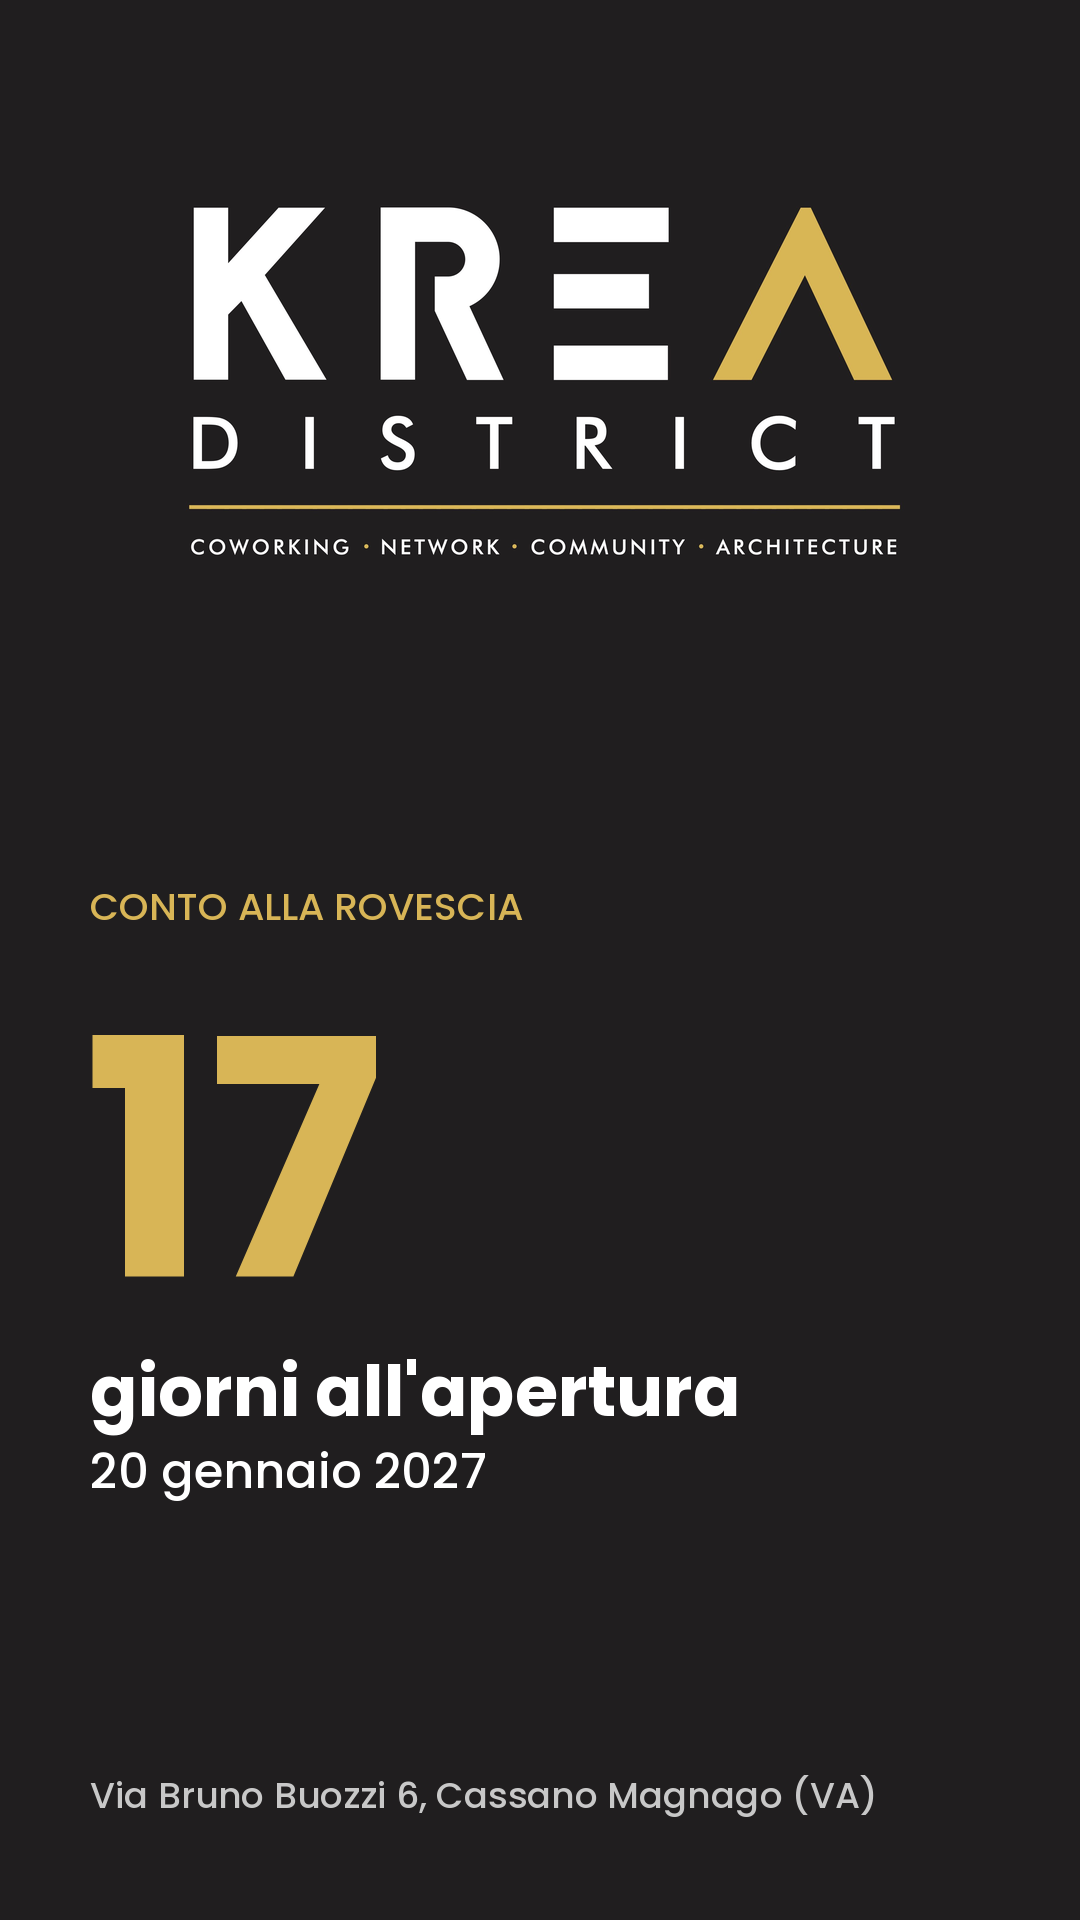 KREA
DISTRICT
COWORKING · NETWORK · COMMUNITY · ARCHITECTURE
CONTO ALLA ROVESCIA
17
giorni all'apertura
20 gennaio 2027
Via Bruno Buozzi 6, Cassano Magnago (VA)